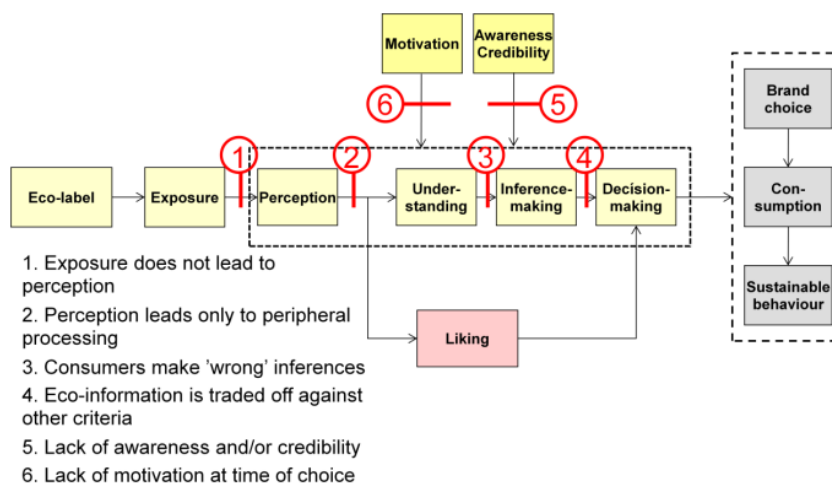 Motivation
Awareness
Credibility
6
5
Brand
choice
1
2
3
4
Eco-label
Exposure
Perception
Under-
standing
Inference-
making
Decision-
making
Con-
sumption
1. Exposure does not lead to
perception
2. Perception leads only to peripheral
processing
3. Consumers make ’wrong’ inferences
4. Eco-information is traded off against
other criteria
5. Lack of awareness and/or credibility
6. Lack of motivation at time of choice
Liking
Sustainable
behaviour